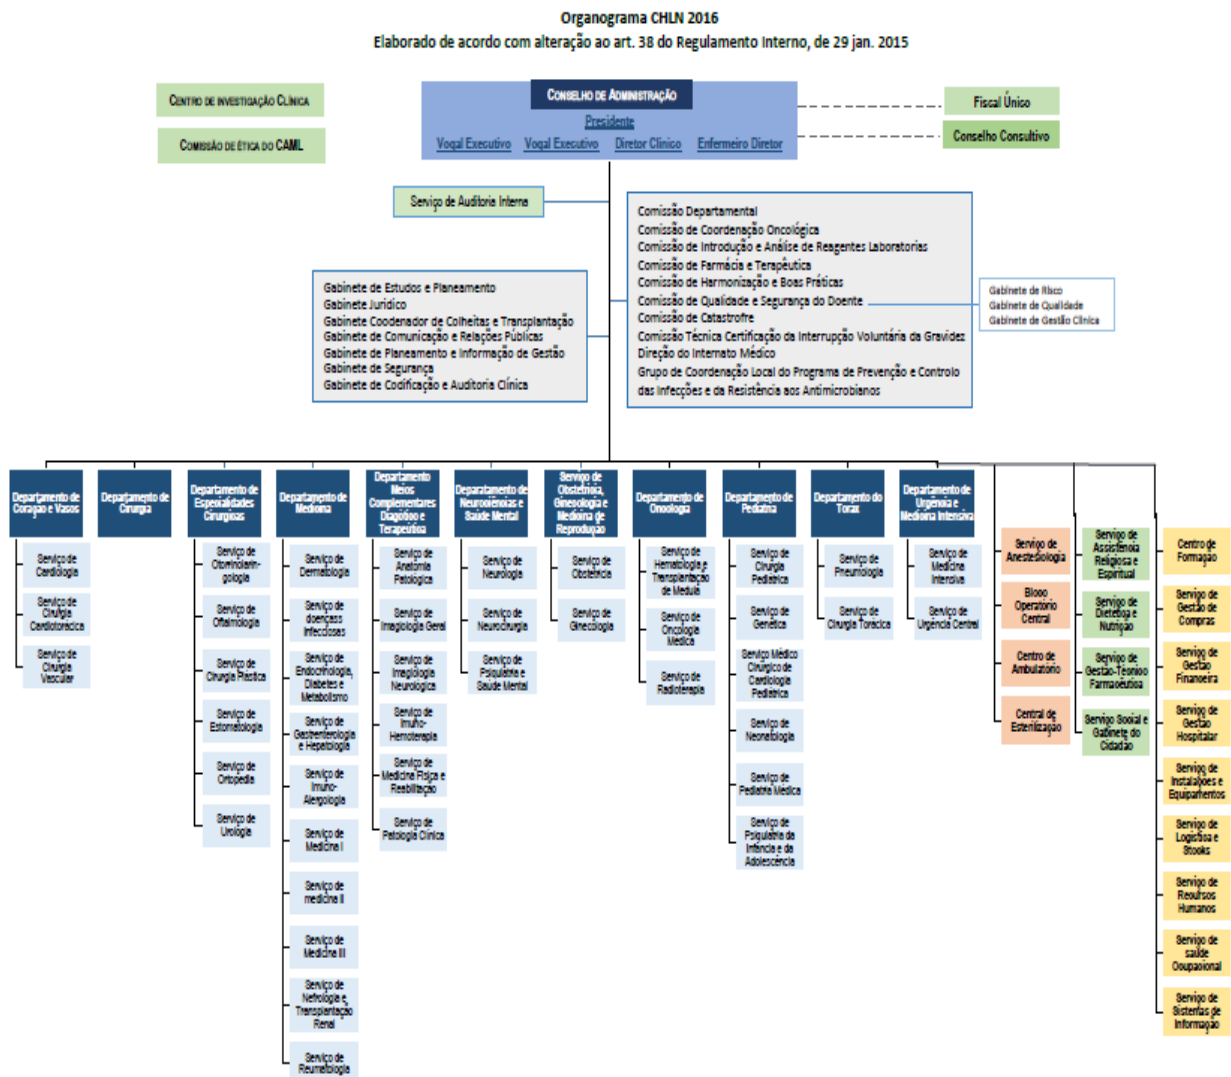 Organograma CHLN 2016
Elaborado de acordo com alteração ao art. 38 do Regulamento Interno, de 29 jan. 2015
CENTRO DE INVESTIGAÇÃO CLÍNICA
COMISSÃO DE ÉTICA DO CAML
CONSELHO DE ADMINISTRAÇÃO
Presidente
Vogal Executivo Vogal Executivo Diretor Clinico Enfermeiro Diretor
Fiscal Único
Conselho Consultivo
Serviço de Auditoria Interna
Comissão Departamental
Comissão de Coordenação Oncológica
Comissão de Introdução e Análise de Reagentes Laboratorias
Comissão de Farmácia e Terapêutica
Comissão de Harmonização e Boas Práticas
Comissão de Qualidade e Segurança do Doente
Comissão de Catastrofre
Comissão Técnica Certificação da Interrupção Voluntária da Gravidez
Direção do Internato Médico
Grupo de Coordenação Local do Programa de Prevenção e Controlo
das Infecções e da Resistência aos Antimicrobianos
Gabinete de Risco
Gabinete de Qualidade
Gabinete de Gestão Clínica
Gabinete de Estudos e Planeamento
Gabinete Juridico
Gabinete Coodenador de Colheitas e Transplantação
Gabinete de Comunicação e Relações Públicas
Gabinete de Planeamento e Informação de Gestão
Gabinete de Segurança
Gabinete de Codificação e Auditoria Clínica
Departamento de
Coração e Vasos
Serviço de
Cardiologia
Serviço de
Cirurgia
Cardiotoracica
Serviço de
Cirurgia
Vascular
Departamento de
Cirurgia
Departamento de
Especialidades
Cirurgicas
Serviço de
Otorrinolarin-
gologia
Serviço de
Oftalmologia
Serviço de
Cirurgia Plastica
Serviço de
Estomatologia
Serviço de
Ortopedia
Serviço de
Urologia
Departamento de
Medicina
Serviço de
Dermatologia
Serviço de
doençass
Infecciosas
Serviço de
Endocrinologia,
Diabetes e
Metabolismo
Serviço de
Gastrenterologia
e Hepatologia
Serviço de
Imuno-
Alergologia
Serviço de
Medicina I
Serviço de
medicina II
Serviço de
Medicina III
Serviço de
Nefrologia e
Transplantação
Renal
Serviço de
Reumatologia
Departamento
Meios
Complementares
Diagótico e
Terapeûtica
Serviço de
Anatomia
Patologica
Serviço de
Imagiologia Geral
Serviço de
Imagiologia
Neurologica
Serviço de
Imuno-
Hemoterapia
Serviço de
Medicina Física e
Reabilitação
Serviço de
Patologia Clínica
Deparatamento de
Neurociências e
Saúde Mental
Serviço de
Neurologia
Serviço de
Neurocirurgia
Serviço de
Psiquiatria e
Saúde Mental
Serviço de
Obstetricia,
Ginecologia e
Medicina de
Reprodução
Serviço de
Obstetrícia
Serviço de
Ginecologia
Departamento de
Oncologia
Serviço de
Hematologia e
Transplantação
de Medula
Serviço de
Oncologia
Medica
Serviço de
Radioterapia
Departamento de
Pediatria
Serviço de
Cirurgia
Pediatrica
Serviço de
Genética
Serviço Médico
Cirúrgico de
Cardiologia
Pediatrica
Serviço de
Neonatologia
Serviço de
Pediatria Médica
Serviço de
Psiquiatria da
Infância e da
Adolescência
Departamento do
Torax
Serviço de
Pneumologia
Serviço de
Cirurgia Torácica
Departamento de
Urgência e
Medicina Intensiva
Serviço de
Medicina
Intensiva
Serviço de
Urgência Central
Serviço de
Anestesiologia
Bloco
Operatorio
Central
Centro de
Ambulatório
Central de
Esterilização
Serviço de
Assistência
Religiosa e
Espiritual
Serviço de
Dietetica e
Nutrição
Serviço de
Gestão-Técnico
Farmacêutica
Serviço Social e
Gabinete do
Cidadão
Centro de
Formação
Serviço de
Gestão de
Compras
Serviço de
Gestão
Financeira
Serviço de
Gestão
Hospitalar
Serviço de
Instalações e
Equipamentos
Serviço de
Logistica e
Stocks
Serviço de
Recursos
Humanos
Serviço de
saúde
Ocupacional
Serviço de
Sistemas de
Informação